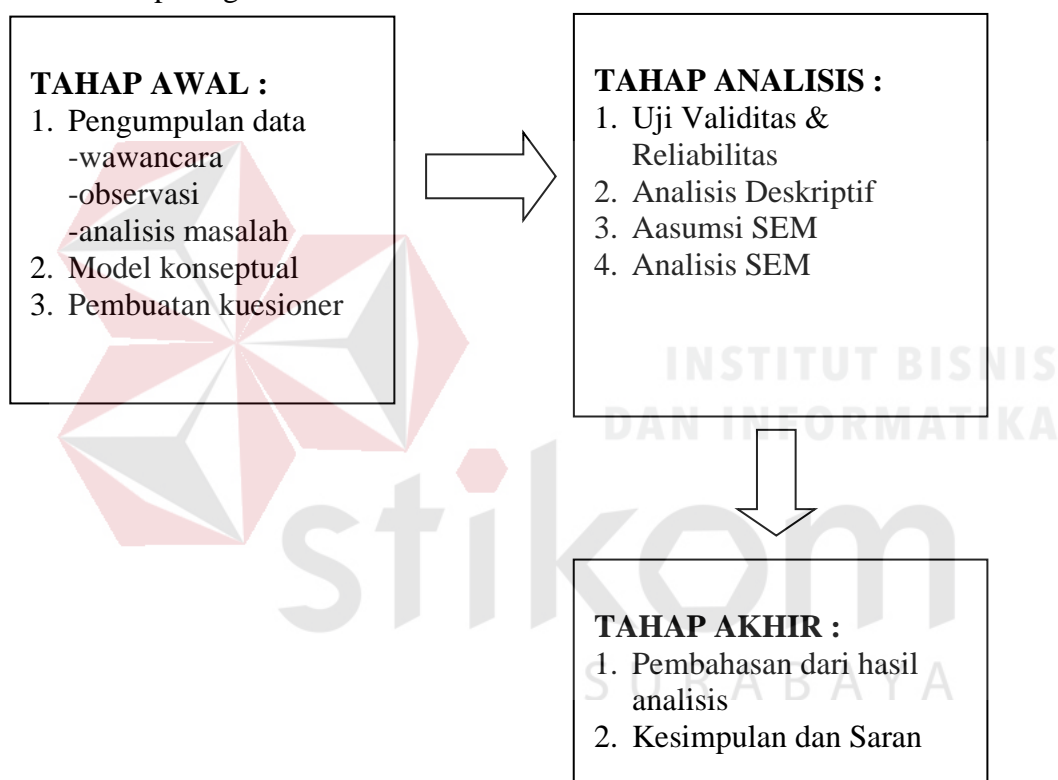 TAHAP AWAL :
1. Pengumpulan data
-wawancara
-observasi
-analisis masalah
2. Model konseptual
3. Pembuatan kuesioner
TAHAP ANALISIS :
1. Uji Validitas &
Reliabilitas
2. Analisis Deskriptif
3. Aasumsi SEM
4. Analisis SEM
INSTITUT BISNIS
DAN INFORMATIKA
stikom
SURABAYA
TAHAP AKHIR :
1. Pembahasan dari hasil
analisis
2. Kesimpulan dan Saran